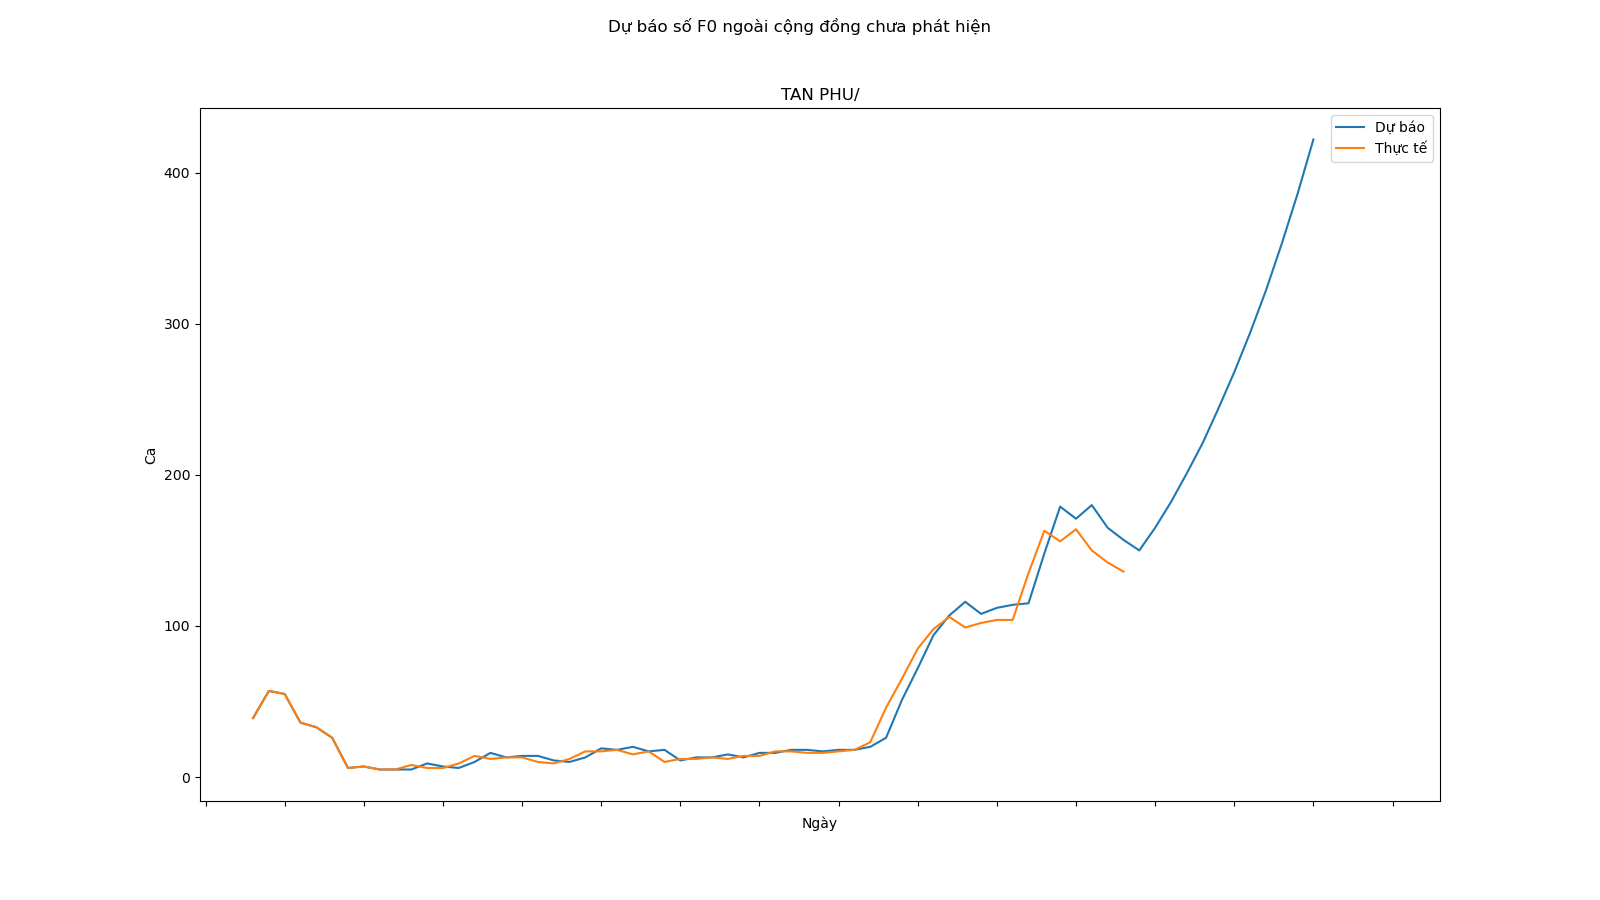 Dự báo số F0 ngoài cộng đồng chưa phát hiện
TAN PHU/
Dự báo
Thực tế
400
300
200
100
0
Ca
Ngày